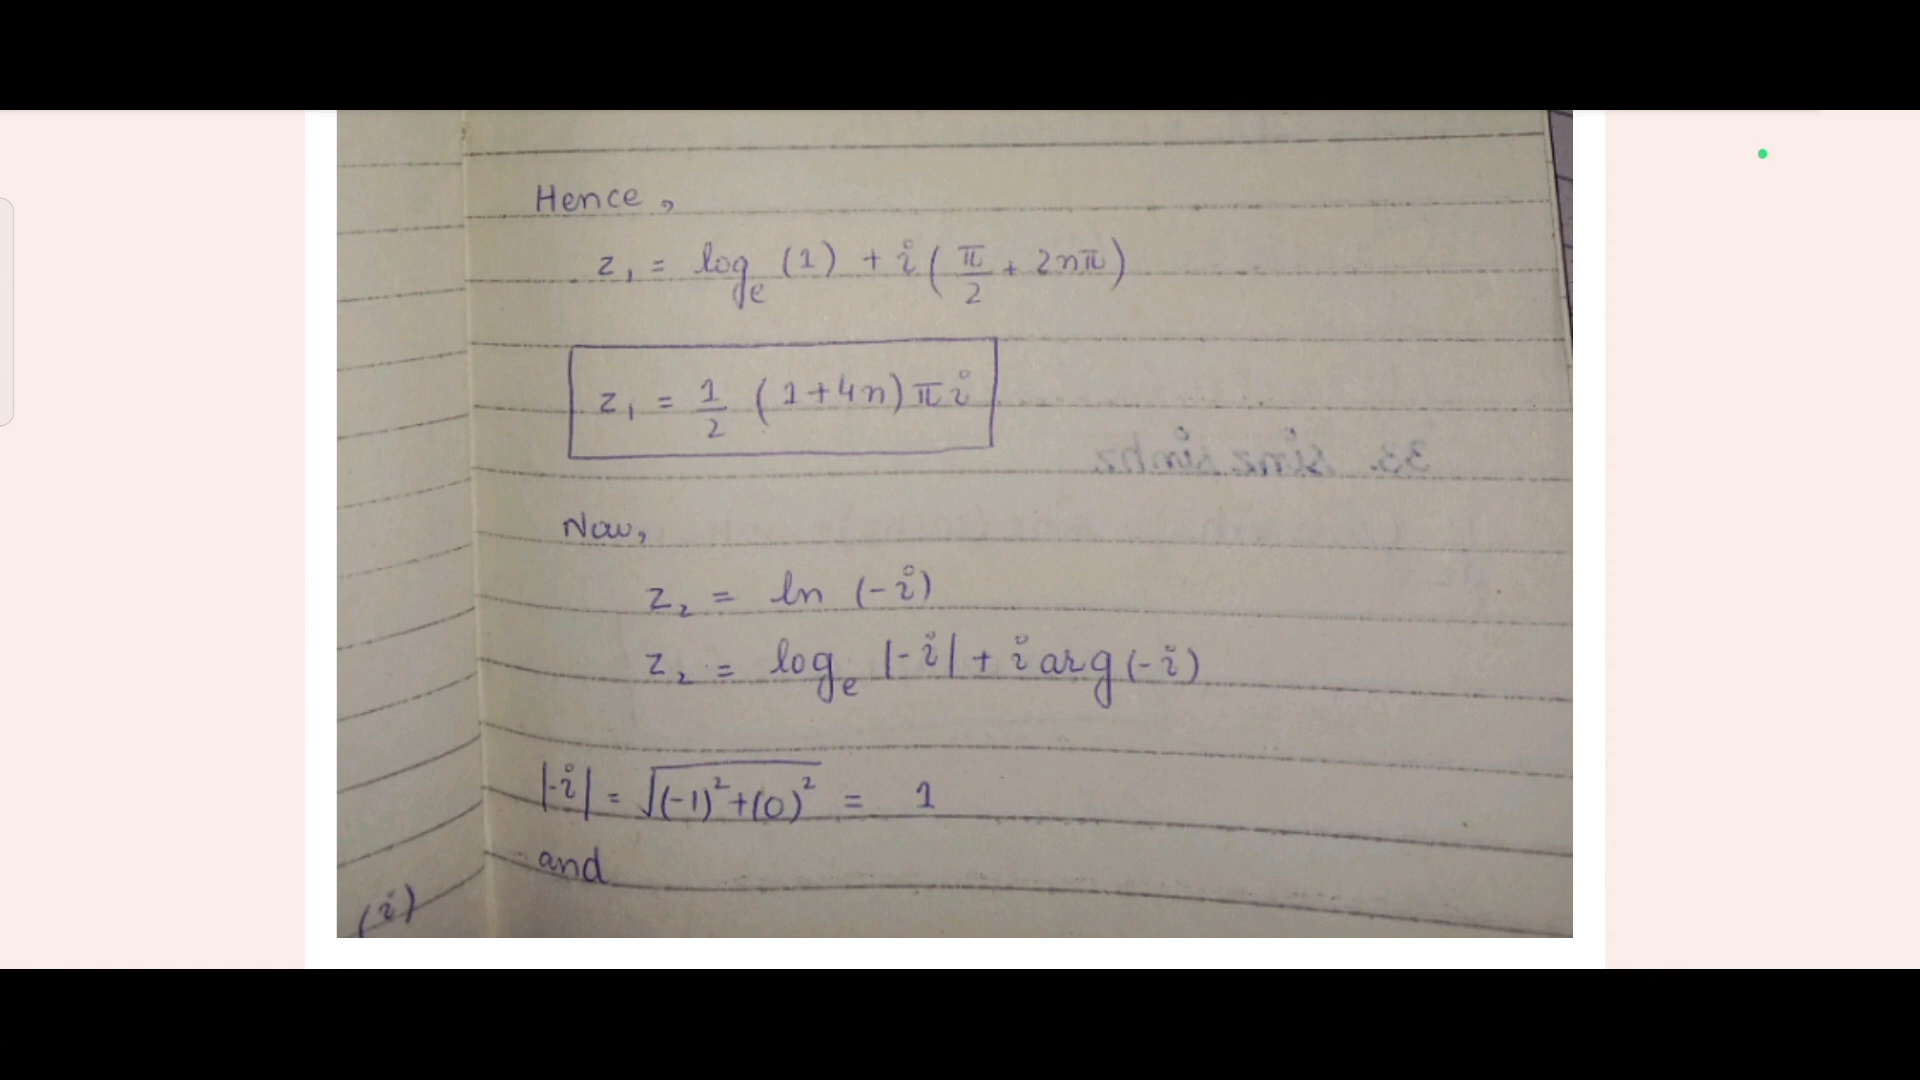 Hence,
z₁ = logₑ (1) + i (π/2 + 2nπ)
z₁ = 1/2 (1+4n) π i
Now,
z₂ = ln (-i)
z₂ = logₑ |-i| + i arg (-i)
|-i| = √((-1)² + (0)²) = 1
and
(i)